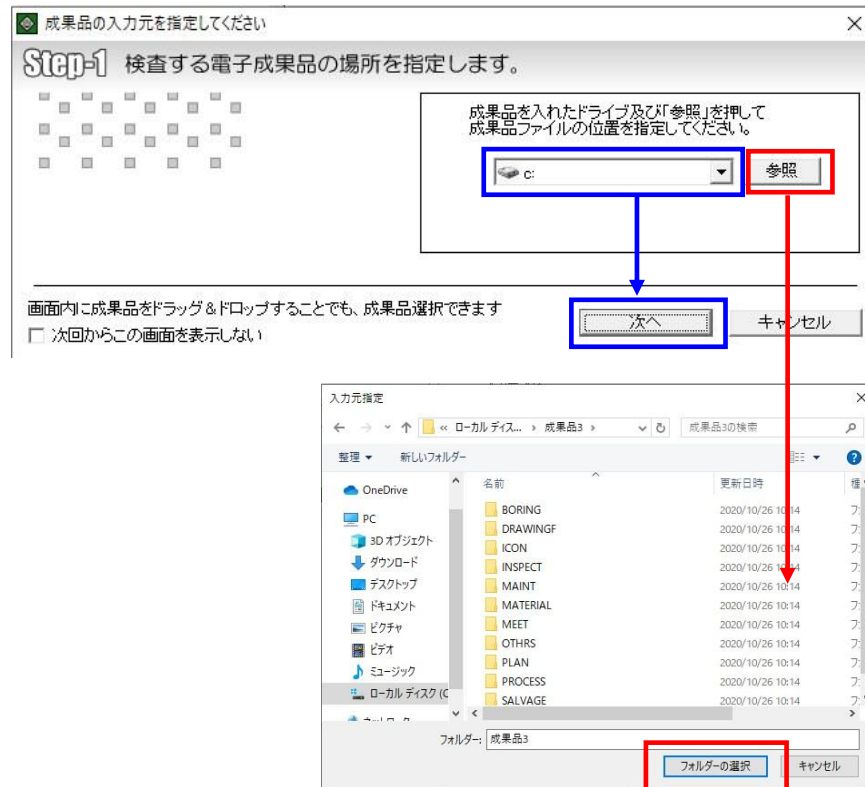 成果品の入力元を指定してください
Step-1 検査する電子成果品の場所を指定します。
成果品を入れたドライブ及び「参照」を押して
成果品ファイルの位置を指定してください。
c:
参照
画面内に成果品をドラッグ&ドロップすることでも、成果品選択できます
次回からこの画面を表示しない
次へ
キャンセル
入力元指定
« ローカル ディス... › 成果品3 ›
成果品3の検索
整理
新しいフォルダー
OneDrive
PC
3D オブジェクト
ダウンロード
デスクトップ
ドキュメント
ピクチャ
ビデオ
ミュージック
ローカル ディスク (C
名前
更新日時
種
BORING 2020/10/26 10:14 フ
DRAWINGF 2020/10/26 10:14 フ
ICON 2020/10/26 10:14 フ
INSPECT 2020/10/26 10:14 フ
MAINT 2020/10/26 10:14 フ
MATERIAL 2020/10/26 10:14 フ
MEET 2020/10/26 10:14 フ
OTHRS 2020/10/26 10:14 フ
PLAN 2020/10/26 10:14 フ
PROCESS 2020/10/26 10:14 フ
SALVAGE 2020/10/26 10:14 フ
フォルダー: 成果品3
フォルダーの選択
キャンセル